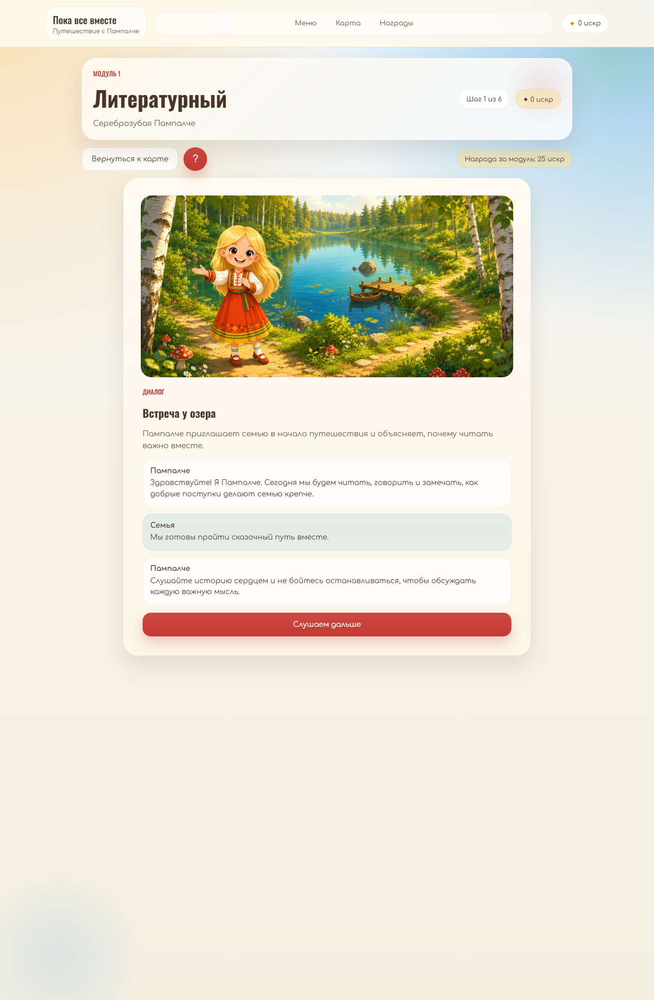 Пока все вместе
Путешествие с Пампалче
Меню
Карта
Награды
✦ 0 искр
МОДУЛЬ 1
Литературный
Сереброзубая Пампалче
Шаг 1 из 6
✦ 0 искр
Вернуться к карте
?
Награда за модуль: 25 искр
ДИАЛОГ
Встреча у озера
Пампалче приглашает семью в начало путешествия и объясняет, почему читать
важно вместе.
Пампалче
Здравствуйте! Я Пампалче. Сегодня мы будем читать, говорить и замечать, как
добрые поступки делают семью крепче.
Семья
Мы готовы пройти сказочный путь вместе.
Пампалче
Слушайте историю сердцем и не бойтесь останавливаться, чтобы обсуждать
каждую важную мысль.
Слушаем дальше